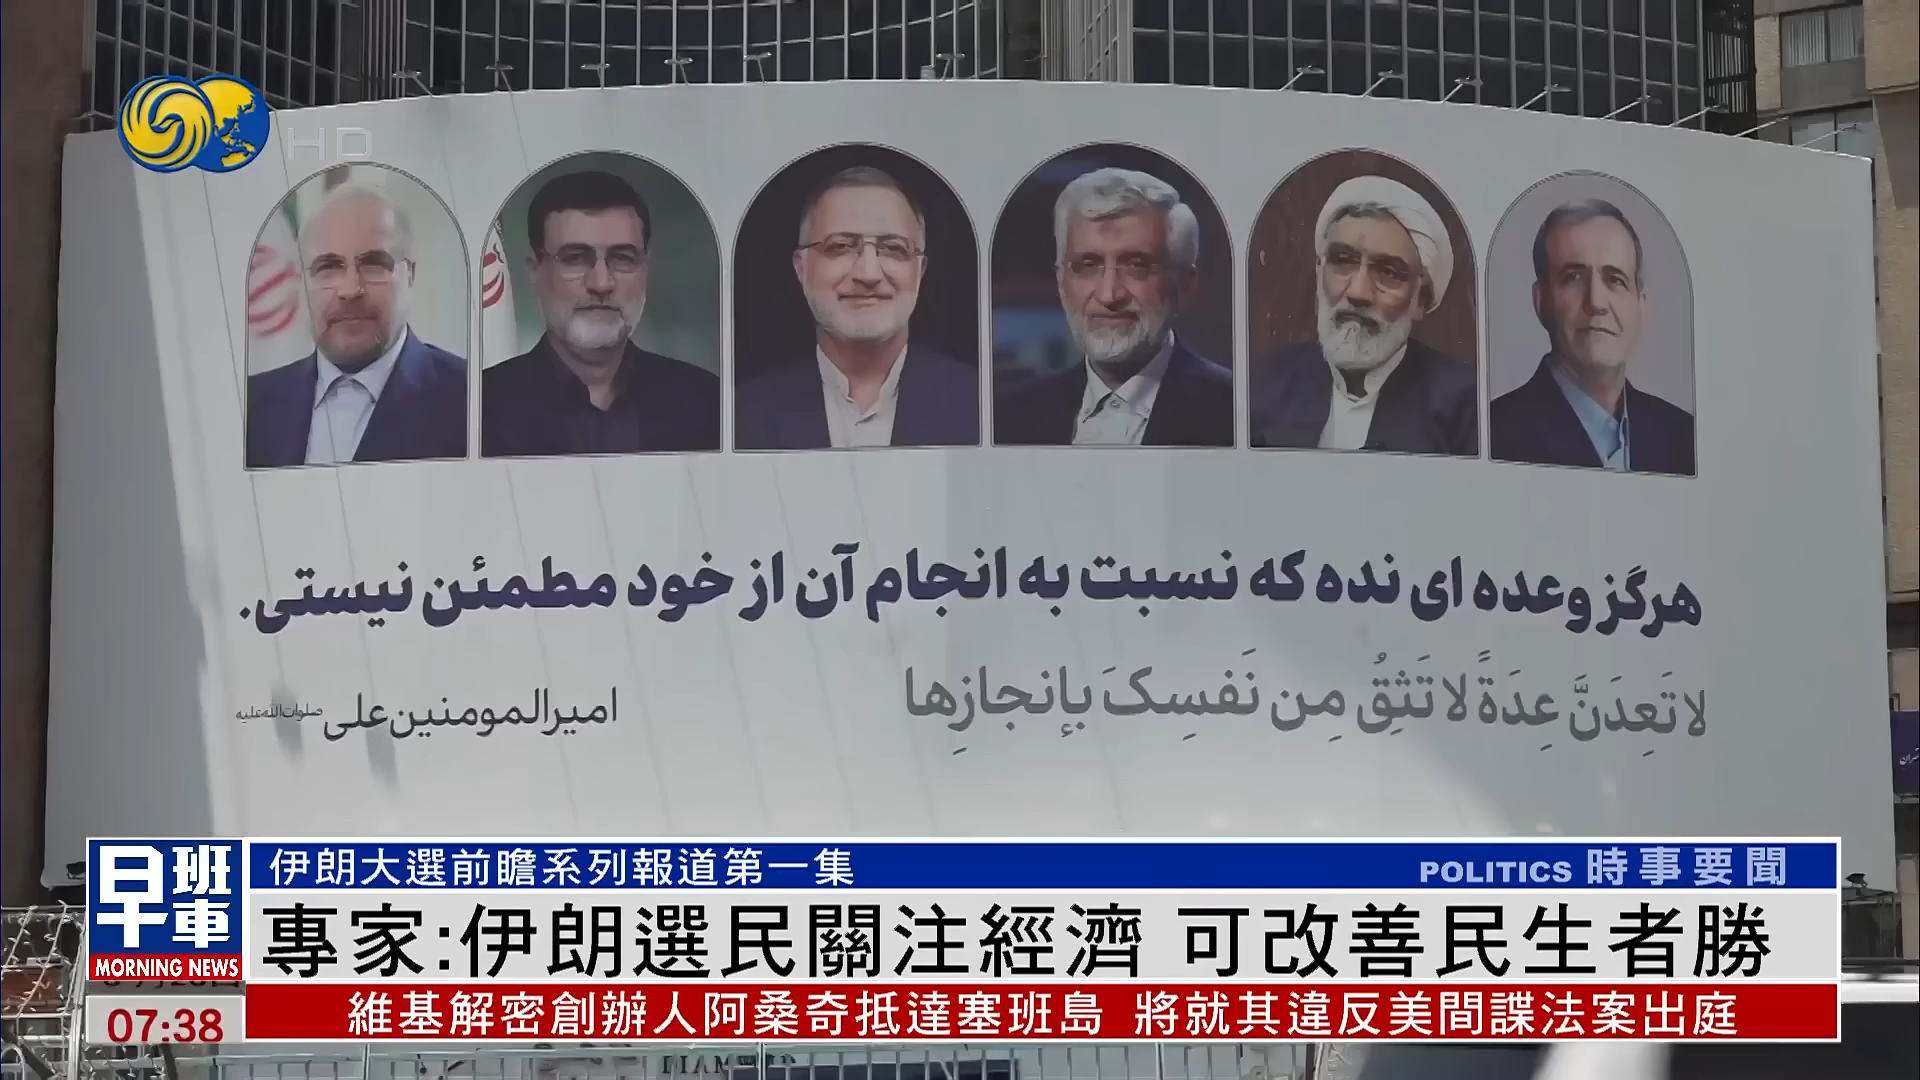 HD
هرگز وعده ای نده که نسبت به انجام آن از خود مطمئن نیستی.
لا تَعِدَنَّ عِدَةً لا تَثِقُ مِن نَفسِکَ بِإنجازِها
امیرالمومنین علی صلوات‌الله‌علیه
تهران
早班車
MORNING NEWS
伊朗大選前瞻系列報道第一集
POLITICS 時事要聞
專家:伊朗選民關注經濟 可改善民生者勝
07:38
維基解密創辦人阿桑奇抵達塞班島 將就其違反美間諜法案出庭